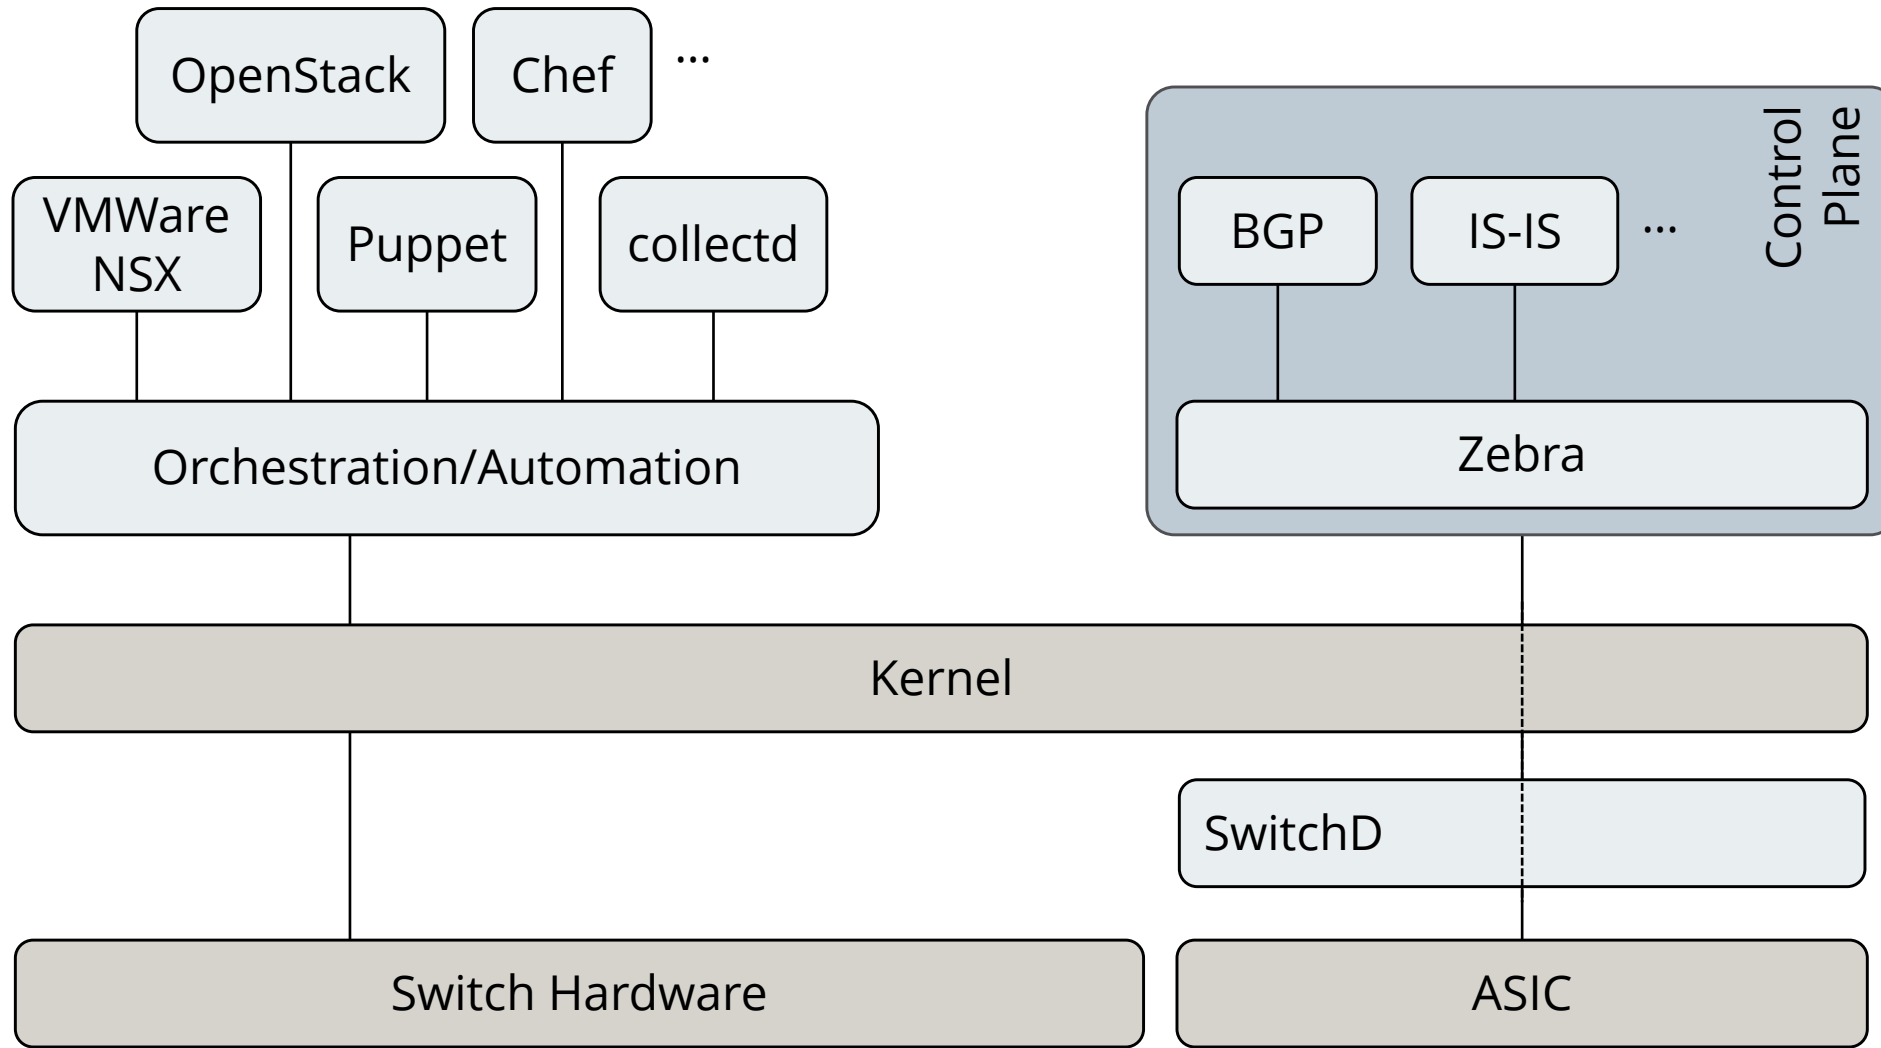 OpenStack
Chef
...
VMWare
NSX
Puppet
collectd
Orchestration/Automation
Control
Plane
BGP
IS-IS
...
Zebra
Kernel
SwitchD
Switch Hardware
ASIC